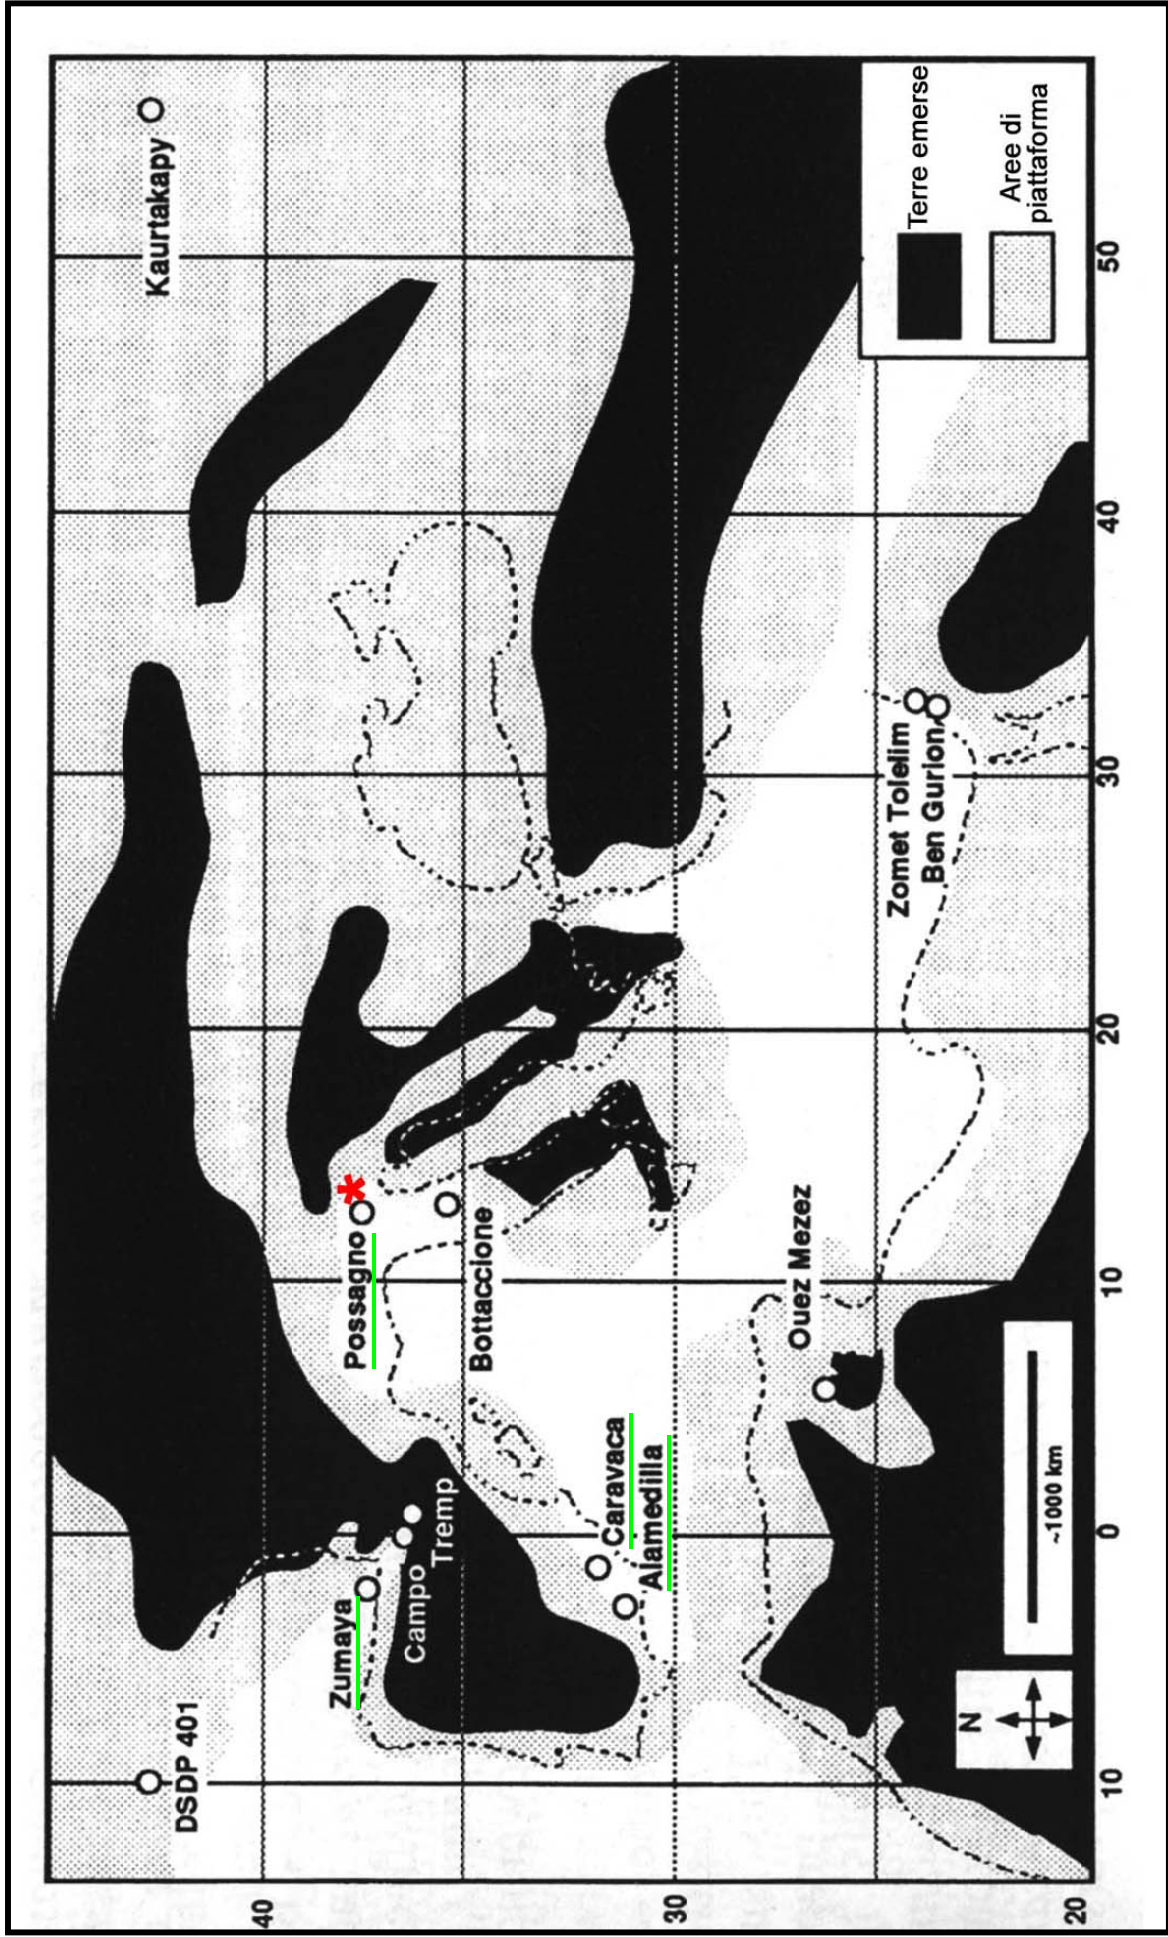 Kaurtakapy
DSDP 401
Zumaya
Campo
Tremp
Possagno
*
Bottaccione
Caravaca
Alamedilla
Ouez Mezez
Zomet Tolelim
Ben Gurion
Terre emerse
Aree di
piattaforma
N
~1000 km
40
30
20
10
0
10
20
30
40
50